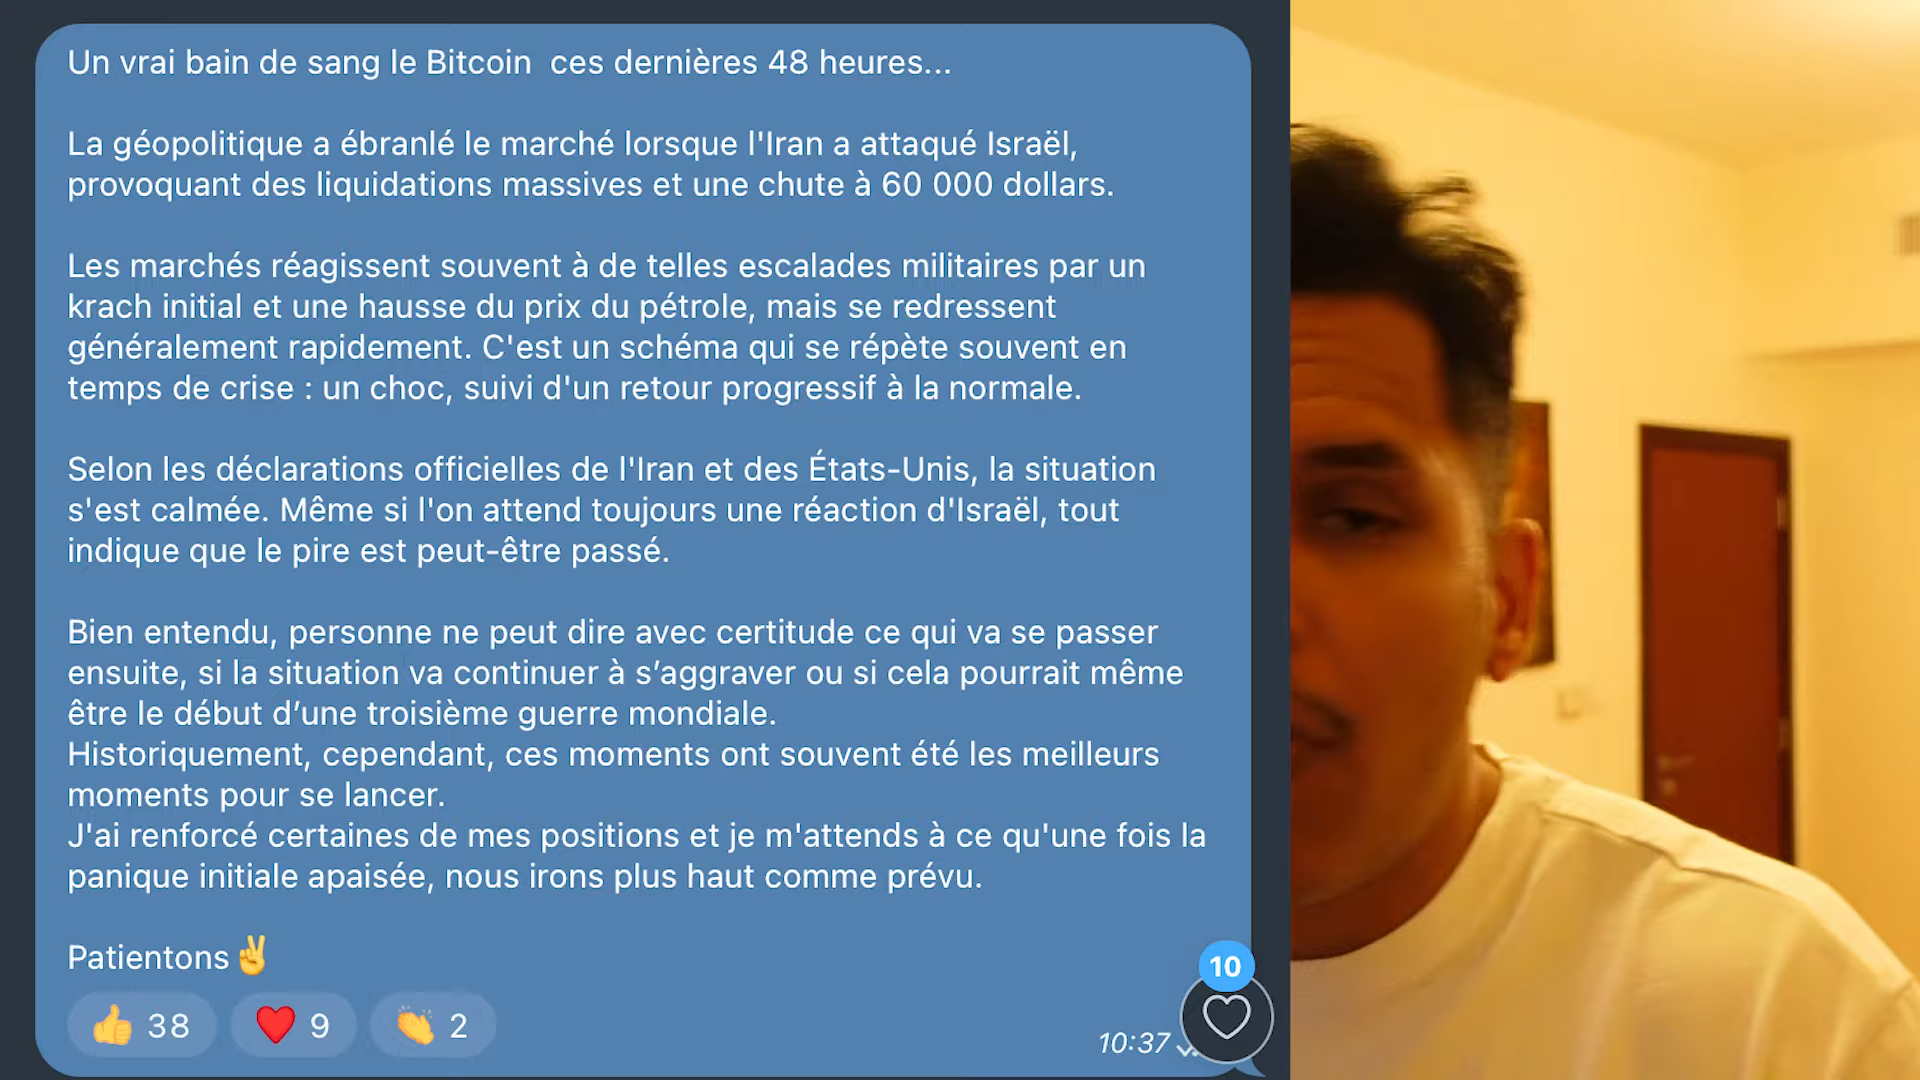 Un vrai bain de sang le Bitcoin  ces dernières 48 heures...
La géopolitique a ébranlé le marché lorsque l'Iran a attaqué Israël,
provoquant des liquidations massives et une chute à 60 000 dollars.
Les marchés réagissent souvent à de telles escalades militaires par un
krach initial et une hausse du prix du pétrole, mais se redressent
généralement rapidement. C'est un schéma qui se répète souvent en
temps de crise : un choc, suivi d'un retour progressif à la normale.
Selon les déclarations officielles de l'Iran et des États-Unis, la situation
s'est calmée. Même si l'on attend toujours une réaction d'Israël, tout
indique que le pire est peut-être passé.
Bien entendu, personne ne peut dire avec certitude ce qui va se passer
ensuite, si la situation va continuer à s’aggraver ou si cela pourrait même
être le début d’une troisième guerre mondiale.
Historiquement, cependant, ces moments ont souvent été les meilleurs
moments pour se lancer.
J'ai renforcé certaines de mes positions et je m'attends à ce qu'une fois la
panique initiale apaisée, nous irons plus haut comme prévu.
Patientons✌️
👍 38 ❤️ 9 👏 2
10
10:37